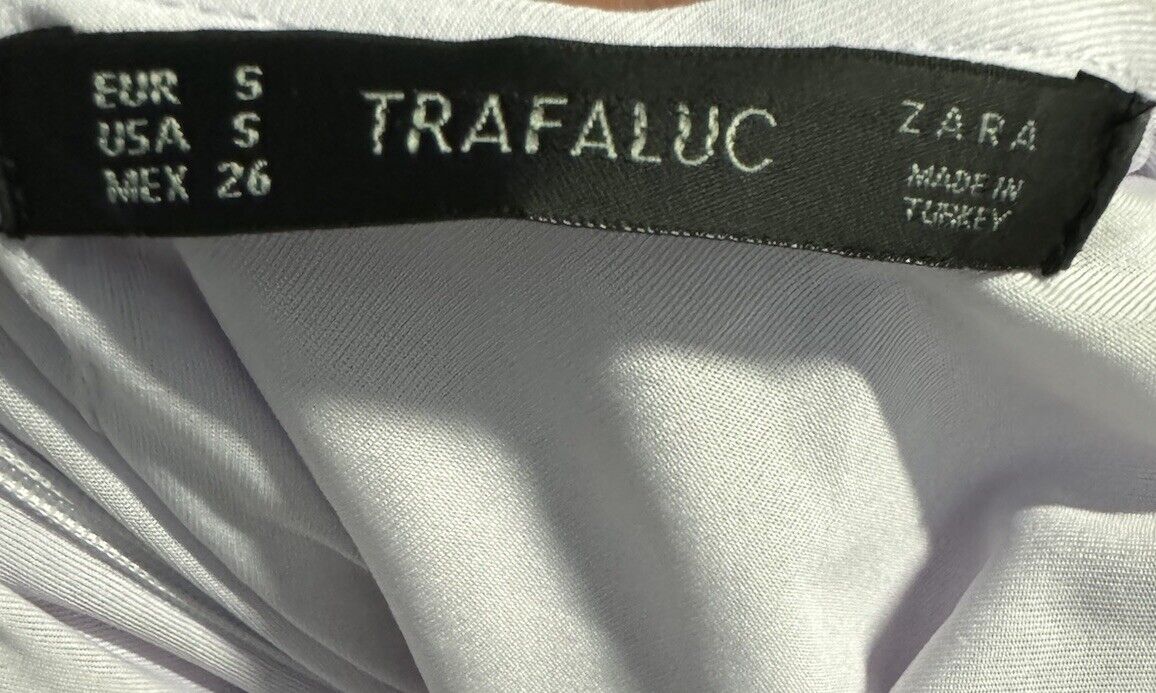 EUR S
USA S
MEX 26
TRAFALUC
ZARA
MADE IN
TURKEY